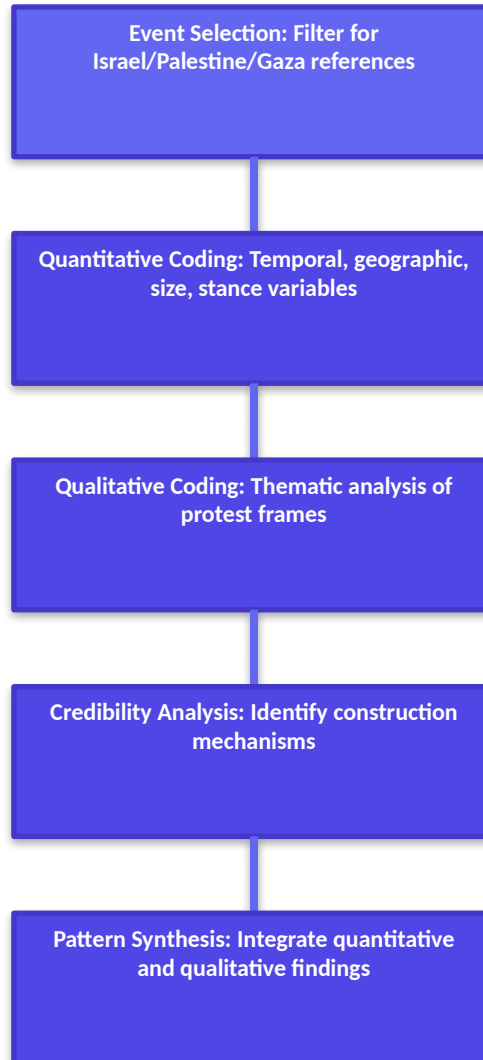 Event Selection: Filter for
Israel/Palestine/Gaza references
Quantitative Coding: Temporal, geographic,
size, stance variables
Qualitative Coding: Thematic analysis of
protest frames
Credibility Analysis: Identify construction
mechanisms
Pattern Synthesis: Integrate quantitative
and qualitative findings